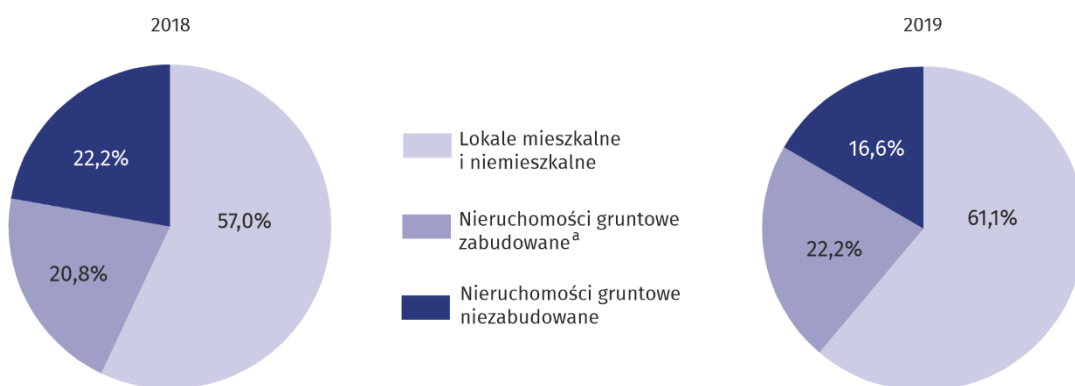 2018
22,2%
57,0%
20,8%
Lokale mieszkalne
i niemieszkalne
Nieruchomości gruntowe
zabudowaneᵃ
Nieruchomości gruntowe
niezabudowane
2019
16,6%
61,1%
22,2%